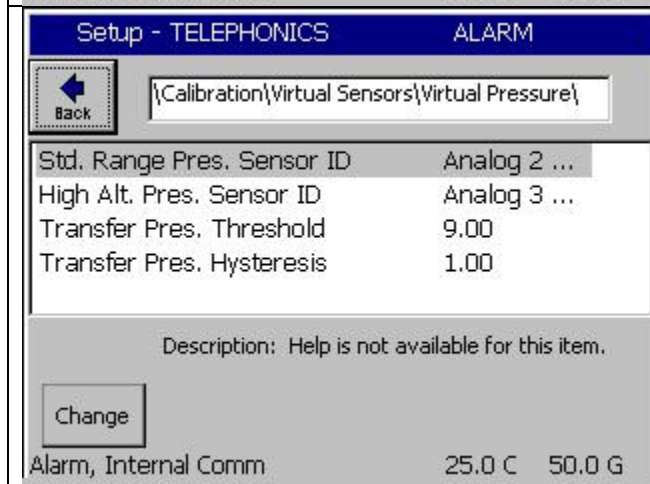 Setup - TELEPHONICS ALARM
Back \Calibration\Virtual Sensors\Virtual Pressure\
Std. Range Pres. Sensor ID Analog 2 ...
High Alt. Pres. Sensor ID Analog 3 ...
Transfer Pres. Threshold 9.00
Transfer Pres. Hysteresis 1.00
Description: Help is not available for this item.
Change
Alarm, Internal Comm 25.0 C 50.0 G